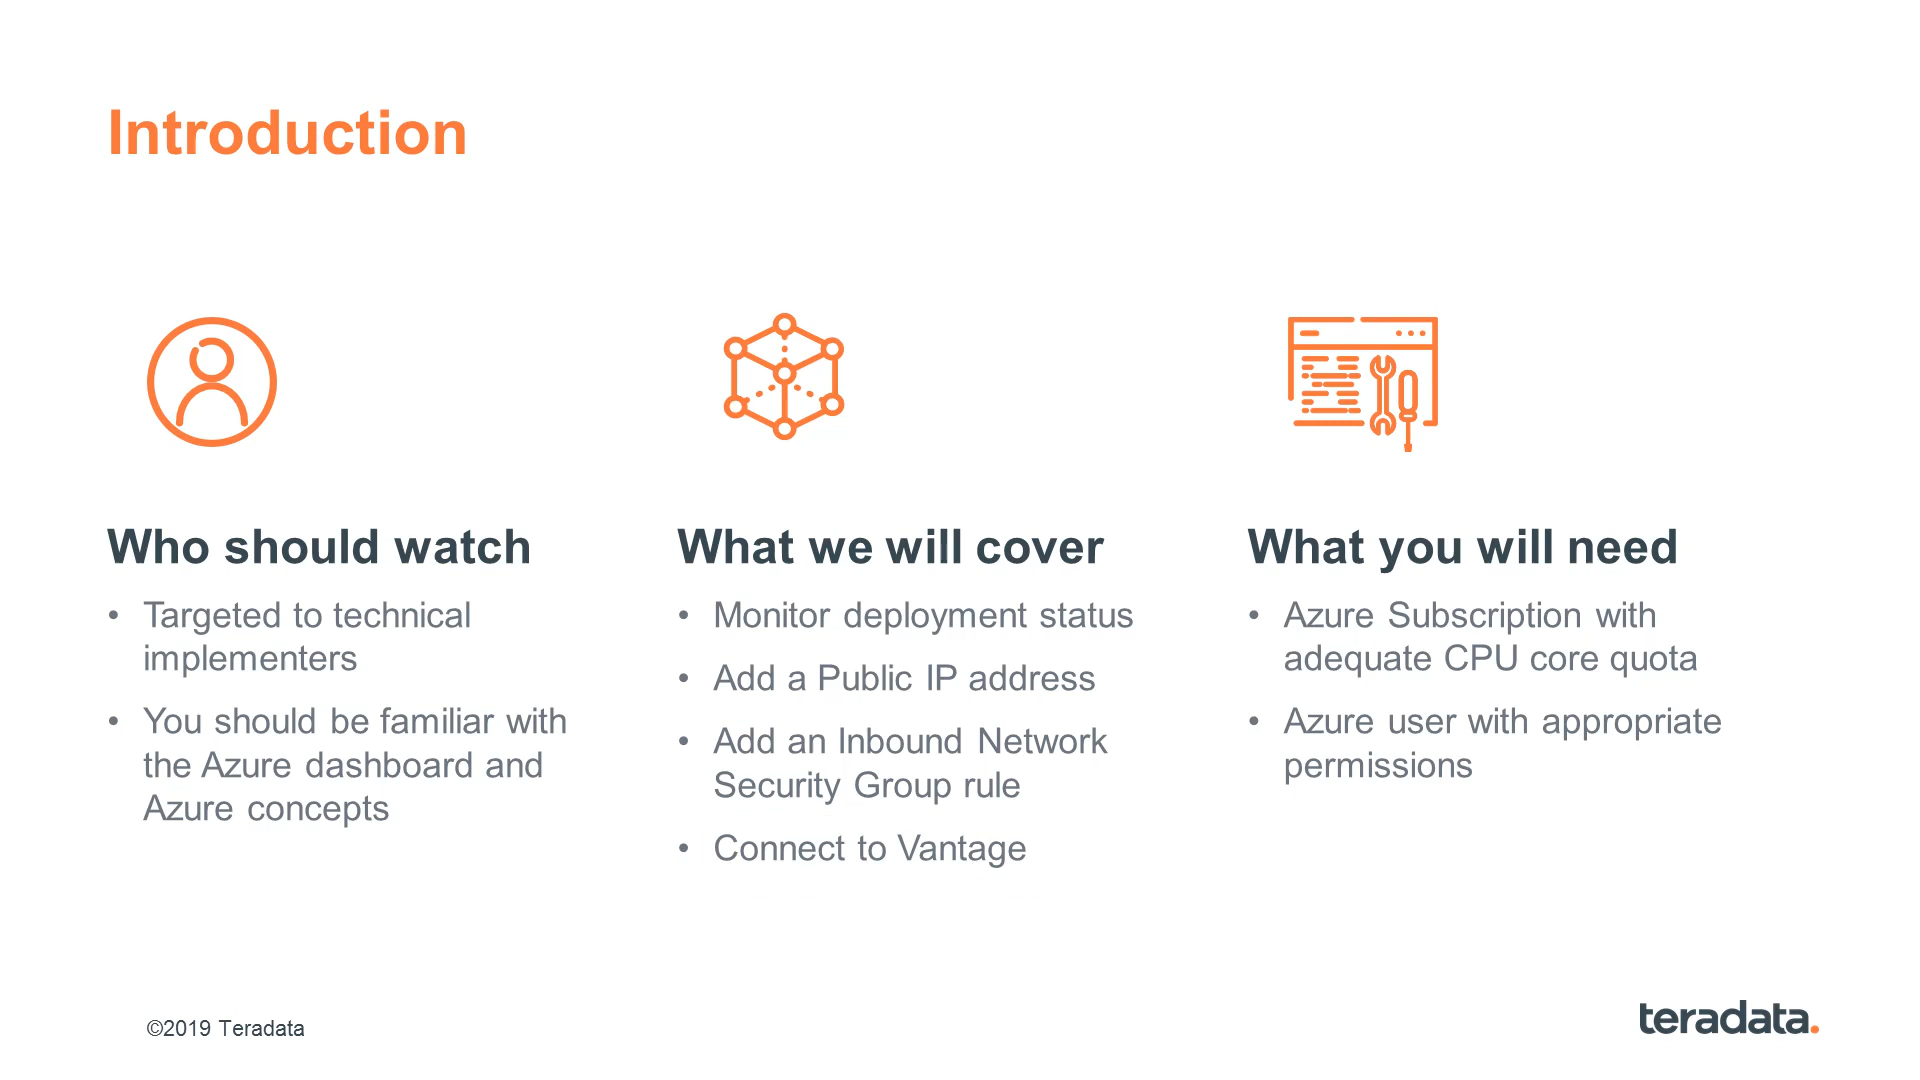 Introduction
Who should watch
• Targeted to technical
implementers
• You should be familiar with
the Azure dashboard and
Azure concepts
What we will cover
• Monitor deployment status
• Add a Public IP address
• Add an Inbound Network
Security Group rule
• Connect to Vantage
What you will need
• Azure Subscription with
adequate CPU core quota
• Azure user with appropriate
permissions
©2019 Teradata
teradata.